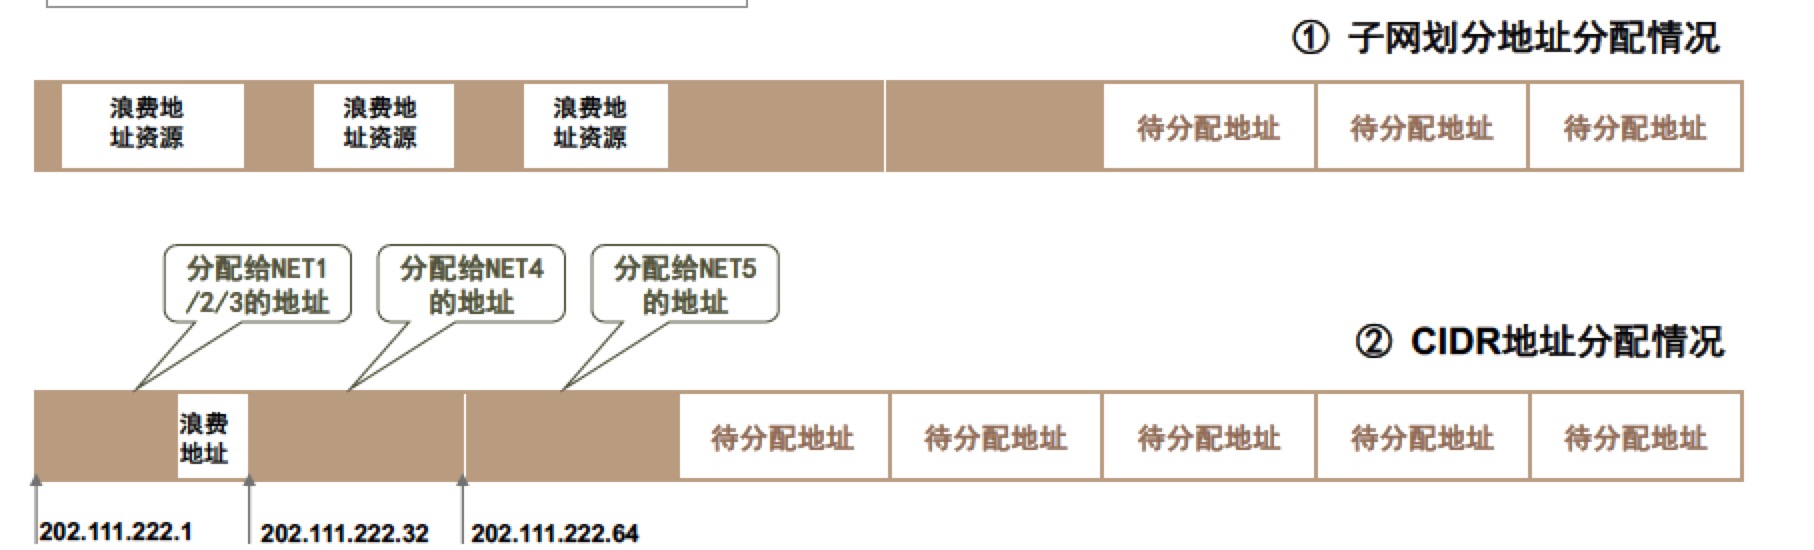 ① 子网划分地址分配情况
浪费地
址资源
浪费地
址资源
浪费地
址资源
待分配地址
待分配地址
待分配地址
分配给NET1
/2/3的地址
分配给NET4
的地址
分配给NET5
的地址
② CIDR地址分配情况
浪费
地址
待分配地址
待分配地址
待分配地址
待分配地址
待分配地址
202.111.222.1
202.111.222.32
202.111.222.64